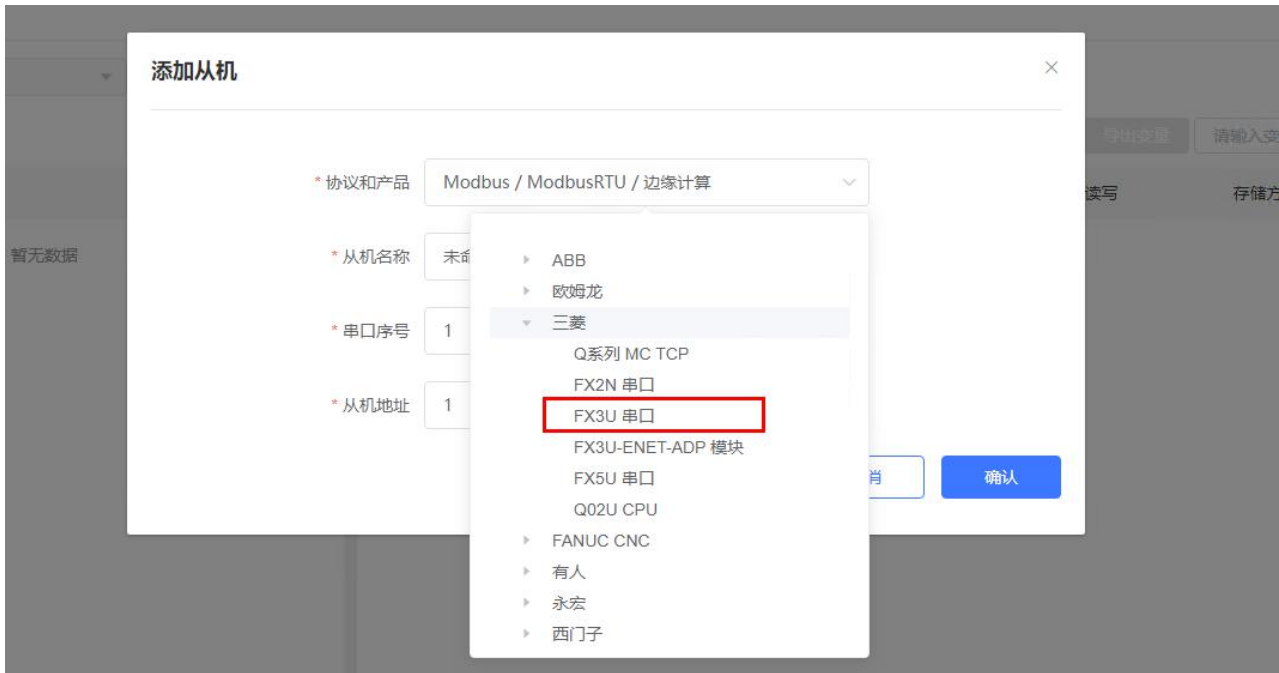 添加从机
导出变量
请输入变
* 协议和产品
Modbus / ModbusRTU / 边缘计算
读写
存储方
暂无数据
* 从机名称
未命
* 串口序号
1
* 从机地址
1
ABB
欧姆龙
三菱
Q系列 MC TCP
FX2N 串口
FX3U 串口
FX3U-ENET-ADP 模块
FX5U 串口
Q02U CPU
FANUC CNC
有人
永宏
西门子
消
确认